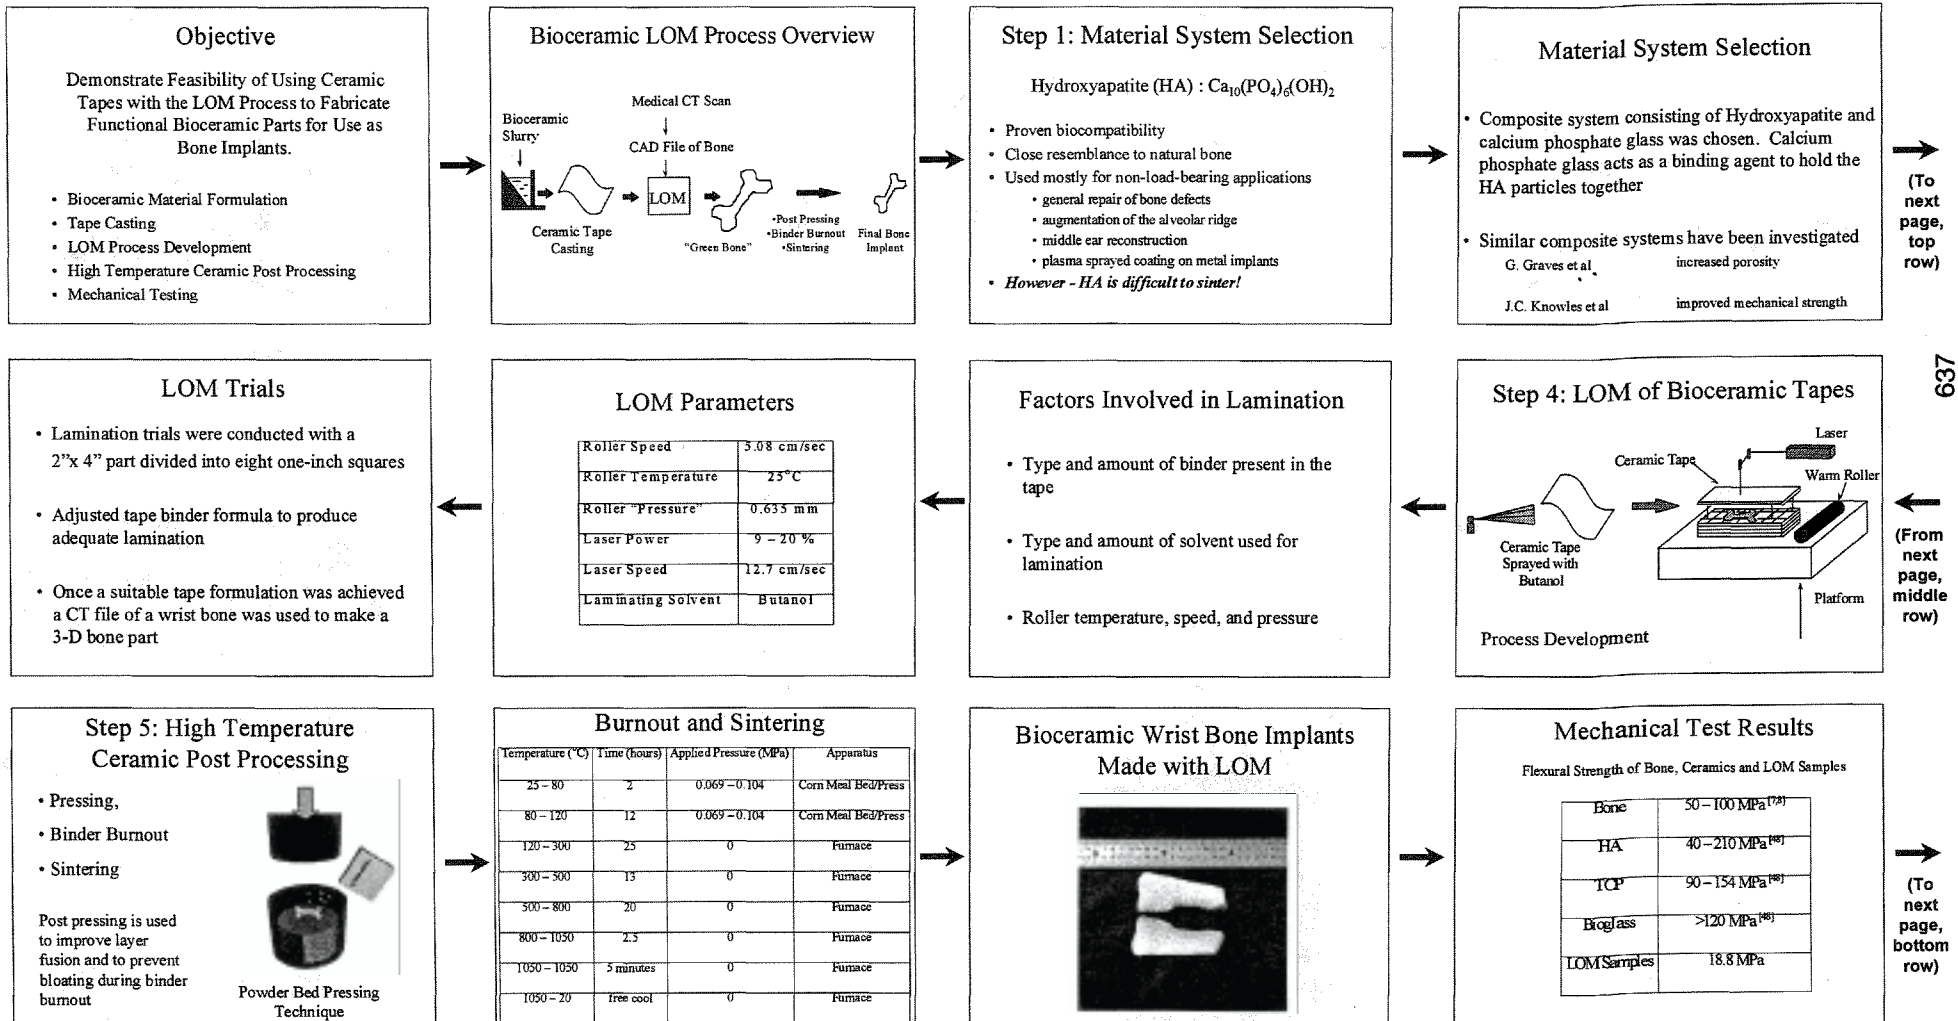 Objective
Demonstrate Feasibility of Using Ceramic
Tapes with the LOM Process to Fabricate
Functional Bioceramic Parts for Use as
Bone Implants.
• Bioceramic Material Formulation
• Tape Casting
• LOM Process Development
• High Temperature Ceramic Post Processing
• Mechanical Testing
Bioceramic LOM Process Overview
Medical CT Scan
Bioceramic
Slurry
CAD File of Bone
LOM
Ceramic Tape
Casting
"Green Bone"
•Post Pressing
•Binder Burnout
•Sintering
Final Bone
Implant
Step 1: Material System Selection
Hydroxyapatite (HA) : Ca10(PO4)6(OH)2
• Proven biocompatibility
• Close resemblance to natural bone
• Used mostly for non-load-bearing applications
• general repair of bone defects
• augmentation of the alveolar ridge
• middle ear reconstruction
• plasma sprayed coating on metal implants
• However - HA is difficult to sinter!
Material System Selection
• Composite system consisting of Hydroxyapatite and
calcium phosphate glass was chosen. Calcium
phosphate glass acts as a binding agent to hold the
HA particles together
• Similar composite systems have been investigated
G. Graves et al increased porosity
J.C. Knowles et al improved mechanical strength
(To
next
page,
top
row)
637
LOM Trials
• Lamination trials were conducted with a
2"x 4" part divided into eight one-inch squares
• Adjusted tape binder formula to produce
adequate lamination
• Once a suitable tape formulation was achieved
a CT file of a wrist bone was used to make a
3-D bone part
LOM Parameters
Roller Speed 5.08 cm/sec
Roller Temperature 25°C
Roller "Pressure" 0.635 mm
Laser Power 9 – 20 %
Laser Speed 12.7 cm/sec
Laminating Solvent Butanol
Factors Involved in Lamination
• Type and amount of binder present in the
tape
• Type and amount of solvent used for
lamination
• Roller temperature, speed, and pressure
Step 4: LOM of Bioceramic Tapes
Laser
Ceramic Tape
Warm Roller
Ceramic Tape
Sprayed with
Butanol
Platform
Process Development
(From
next
page,
middle
row)
Step 5: High Temperature
Ceramic Post Processing
• Pressing,
• Binder Burnout
• Sintering
Post pressing is used
to improve layer
fusion and to prevent
bloating during binder
burnout
Powder Bed Pressing
Technique
Burnout and Sintering
Temperature (°C) Time (hours) Applied Pressure (MPa) Apparatus
25 – 80 2 0.069 – 0.104 Corn Meal Bed/Press
80 – 120 12 0.069 – 0.104 Corn Meal Bed/Press
120 – 300 25 0 Furnace
300 – 500 13 0 Furnace
500 – 800 20 0 Furnace
800 – 1050 2.5 0 Furnace
1050 – 1050 5 minutes 0 Furnace
1050 – 20 free cool 0 Furnace
Bioceramic Wrist Bone Implants
Made with LOM
Mechanical Test Results
Flexural Strength of Bone, Ceramics and LOM Samples
Bone 50 – 100 MPa [7,8]
HA 40 – 210 MPa [48]
TCP 90 – 154 MPa [48]
Bioglass >120 MPa [48]
LOM Samples 18.8 MPa
(To
next
page,
bottom
row)